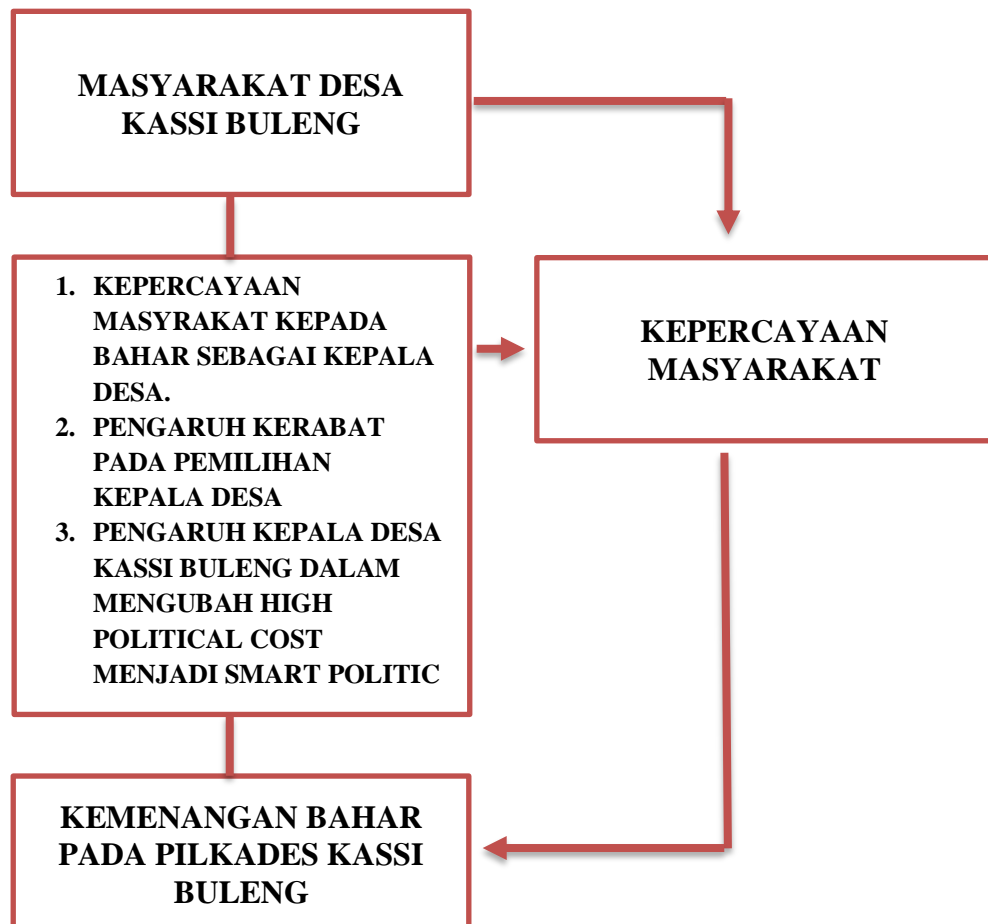 MASYARAKAT DESA
KASSI BULENG
1. KEPERCAYAAN
MASYRAKAT KEPADA
BAHAR SEBAGAI KEPALA
DESA.
2. PENGARUH KERABAT
PADA PEMILIHAN
KEPALA DESA
3. PENGARUH KEPALA DESA
KASSI BULENG DALAM
MENGUBAH HIGH
POLITICAL COST
MENJADI SMART POLITIC
KEPERCAYAAN
MASYARAKAT
KEMENANGAN BAHAR
PADA PILKADES KASSI
BULENG